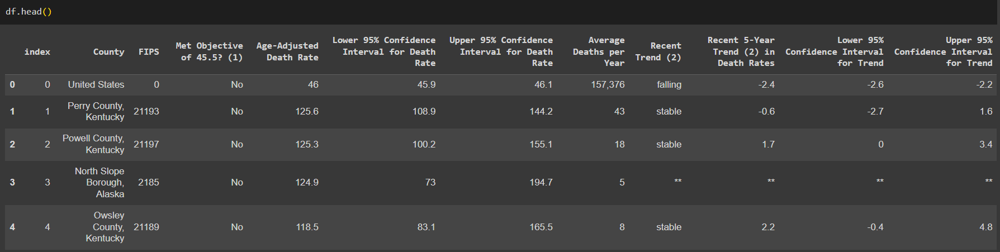 df.head()
index County FIPS Met Objective of 45.5? (1) Age-Adjusted Death Rate Lower 95% Confidence Interval for Death Rate Upper 95% Confidence Interval for Death Rate Average Deaths per Year Recent Trend (2) Recent 5-Year Trend (2) in Death Rates Lower 95% Confidence Interval for Trend Upper 95% Confidence Interval for Trend
0 0 United States 0 No 46 45.9 46.1 157,376 falling -2.4 -2.6 -2.2
1 1 Perry County, Kentucky 21193 No 125.6 108.9 144.2 43 stable -0.6 -2.7 1.6
2 2 Powell County, Kentucky 21197 No 125.3 100.2 155.1 18 stable 1.7 0 3.4
3 3 North Slope Borough, Alaska 2185 No 124.9 73 194.7 5 ** ** ** **
4 4 Owsley County, Kentucky 21189 No 118.5 83.1 165.5 8 stable 2.2 -0.4 4.8